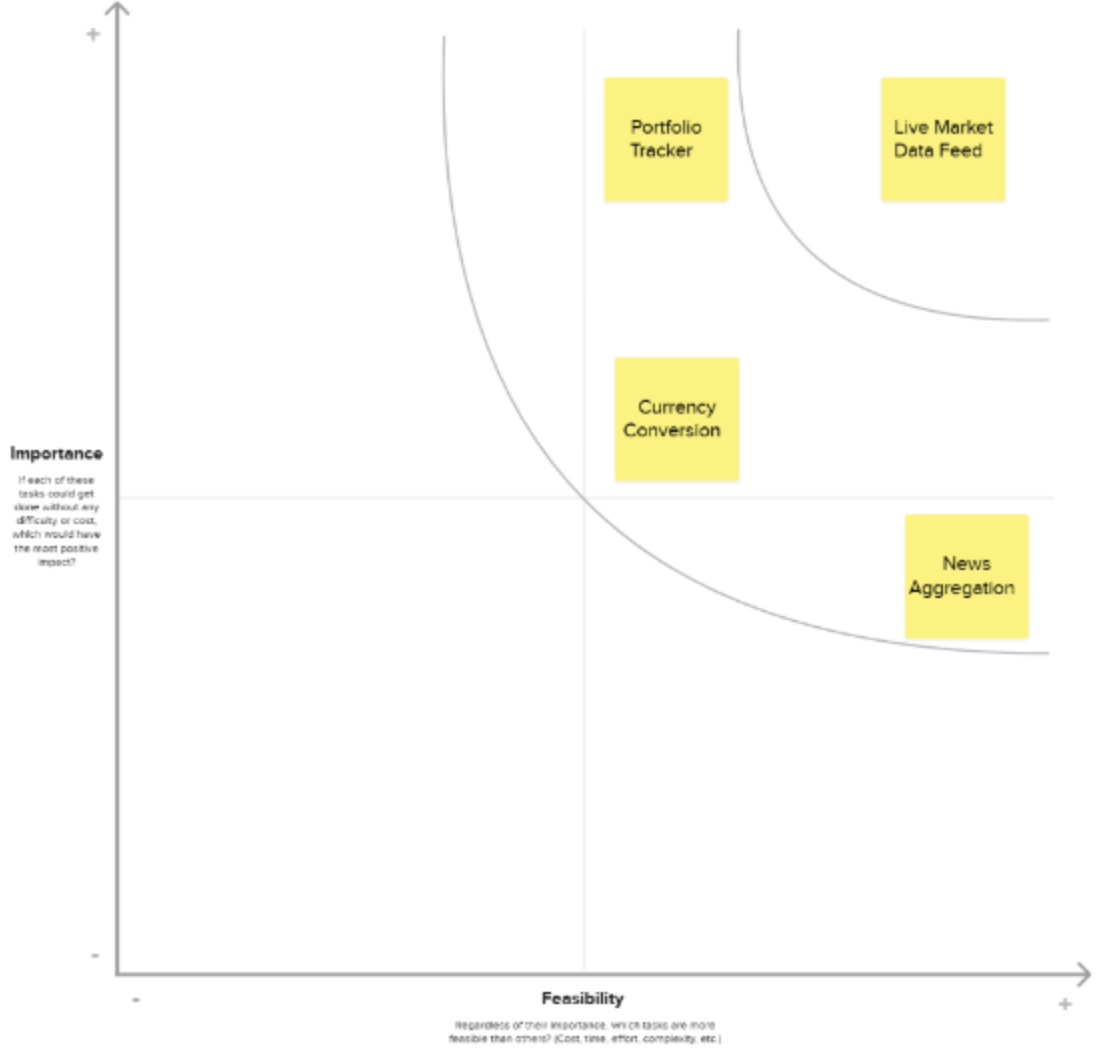 +
Portfolio
Tracker
Live Market
Data Feed
Currency
Conversion
Importance
If each of these
tasks could get
done without any
difficulty or cost,
which would have
the most positive
impact?
News
Aggregation
-
-
Feasibility
+
Regardless of their importance, which tasks are more
feasible than others? (Cost, time, effort, complexity, etc.)